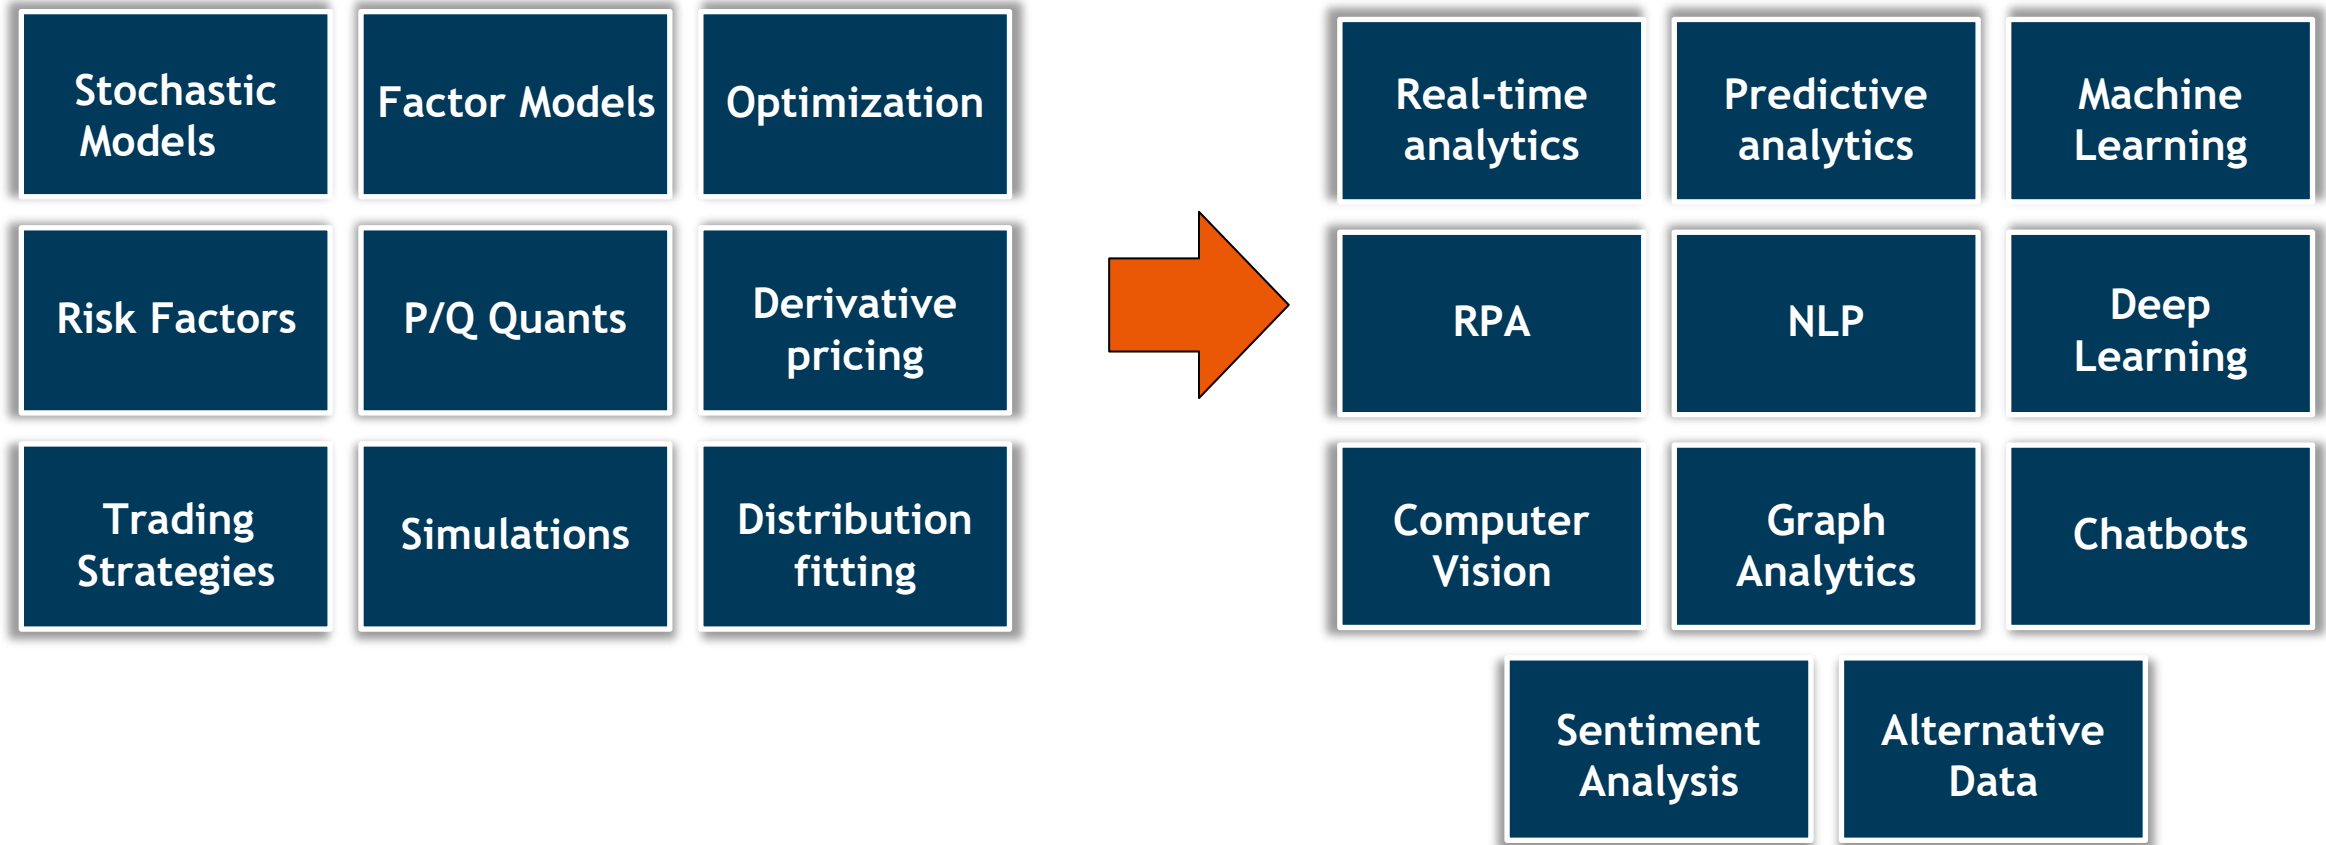 Stochastic
Models
Factor Models
Optimization
Risk Factors
P/Q Quants
Derivative
pricing
Trading
Strategies
Simulations
Distribution
fitting
Real-time
analytics
Predictive
analytics
Machine
Learning
RPA
NLP
Deep
Learning
Computer
Vision
Graph
Analytics
Chatbots
Sentiment
Analysis
Alternative
Data